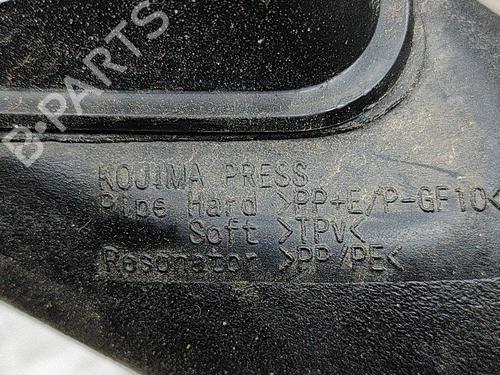 B-PARTS
KOJIMA PRESS
Pipe Hard >PP+E/P-GF10<
Soft >TPV<
Resonator >PP/PE<